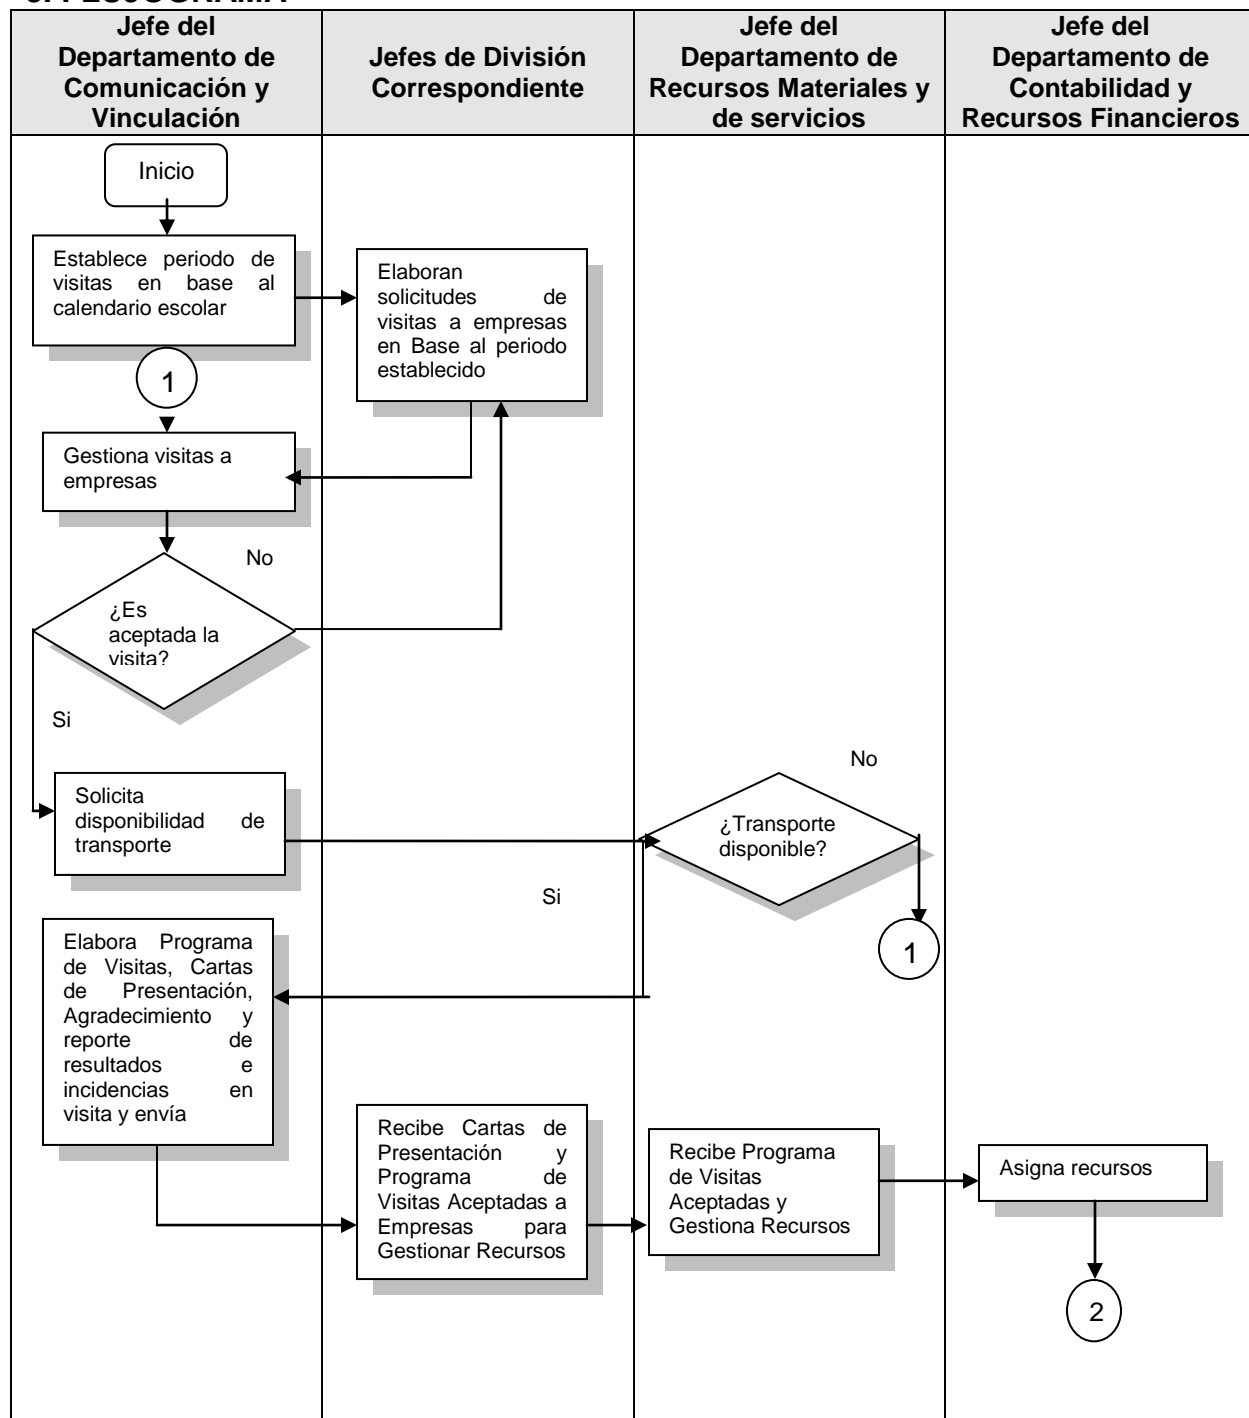 5. FLUJOGRAMA
Jefe del
Departamento de
Comunicación y
Vinculación
Jefes de División
Correspondiente
Jefe del
Departamento de
Recursos Materiales y
de servicios
Jefe del
Departamento de
Contabilidad y
Recursos Financieros
Inicio
Establece periodo de
visitas en base al
calendario escolar
Elaboran
solicitudes de
visitas a empresas
en Base al periodo
establecido
1
Gestiona visitas a
empresas
No
¿Es
aceptada la
visita?
Si
No
Solicita
disponibilidad de
transporte
¿Transporte
disponible?
Si
1
Elabora Programa
de Visitas, Cartas
de Presentación,
Agradecimiento y
reporte de
resultados e
incidencias en
visita y envía
Recibe Cartas de
Presentación y
Programa de
Visitas Aceptadas a
Empresas para
Gestionar Recursos
Recibe Programa
de Visitas
Aceptadas y
Gestiona Recursos
Asigna recursos
2